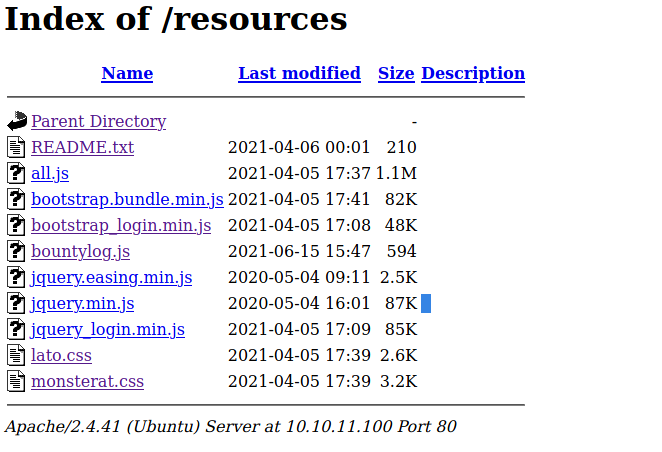 Index of /resources
Name Last modified Size Description
Parent Directory -
README.txt 2021-04-06 00:01 210
all.js 2021-04-05 17:37 1.1M
bootstrap.bundle.min.js 2021-04-05 17:41 82K
bootstrap_login.min.js 2021-04-05 17:08 48K
bountylog.js 2021-06-15 15:47 594
jquery.easing.min.js 2020-05-04 09:11 2.5K
jquery.min.js 2020-05-04 16:01 87K
jquery_login.min.js 2021-04-05 17:09 85K
lato.css 2021-04-05 17:39 2.6K
monsterat.css 2021-04-05 17:39 3.2K
Apache/2.4.41 (Ubuntu) Server at 10.10.11.100 Port 80